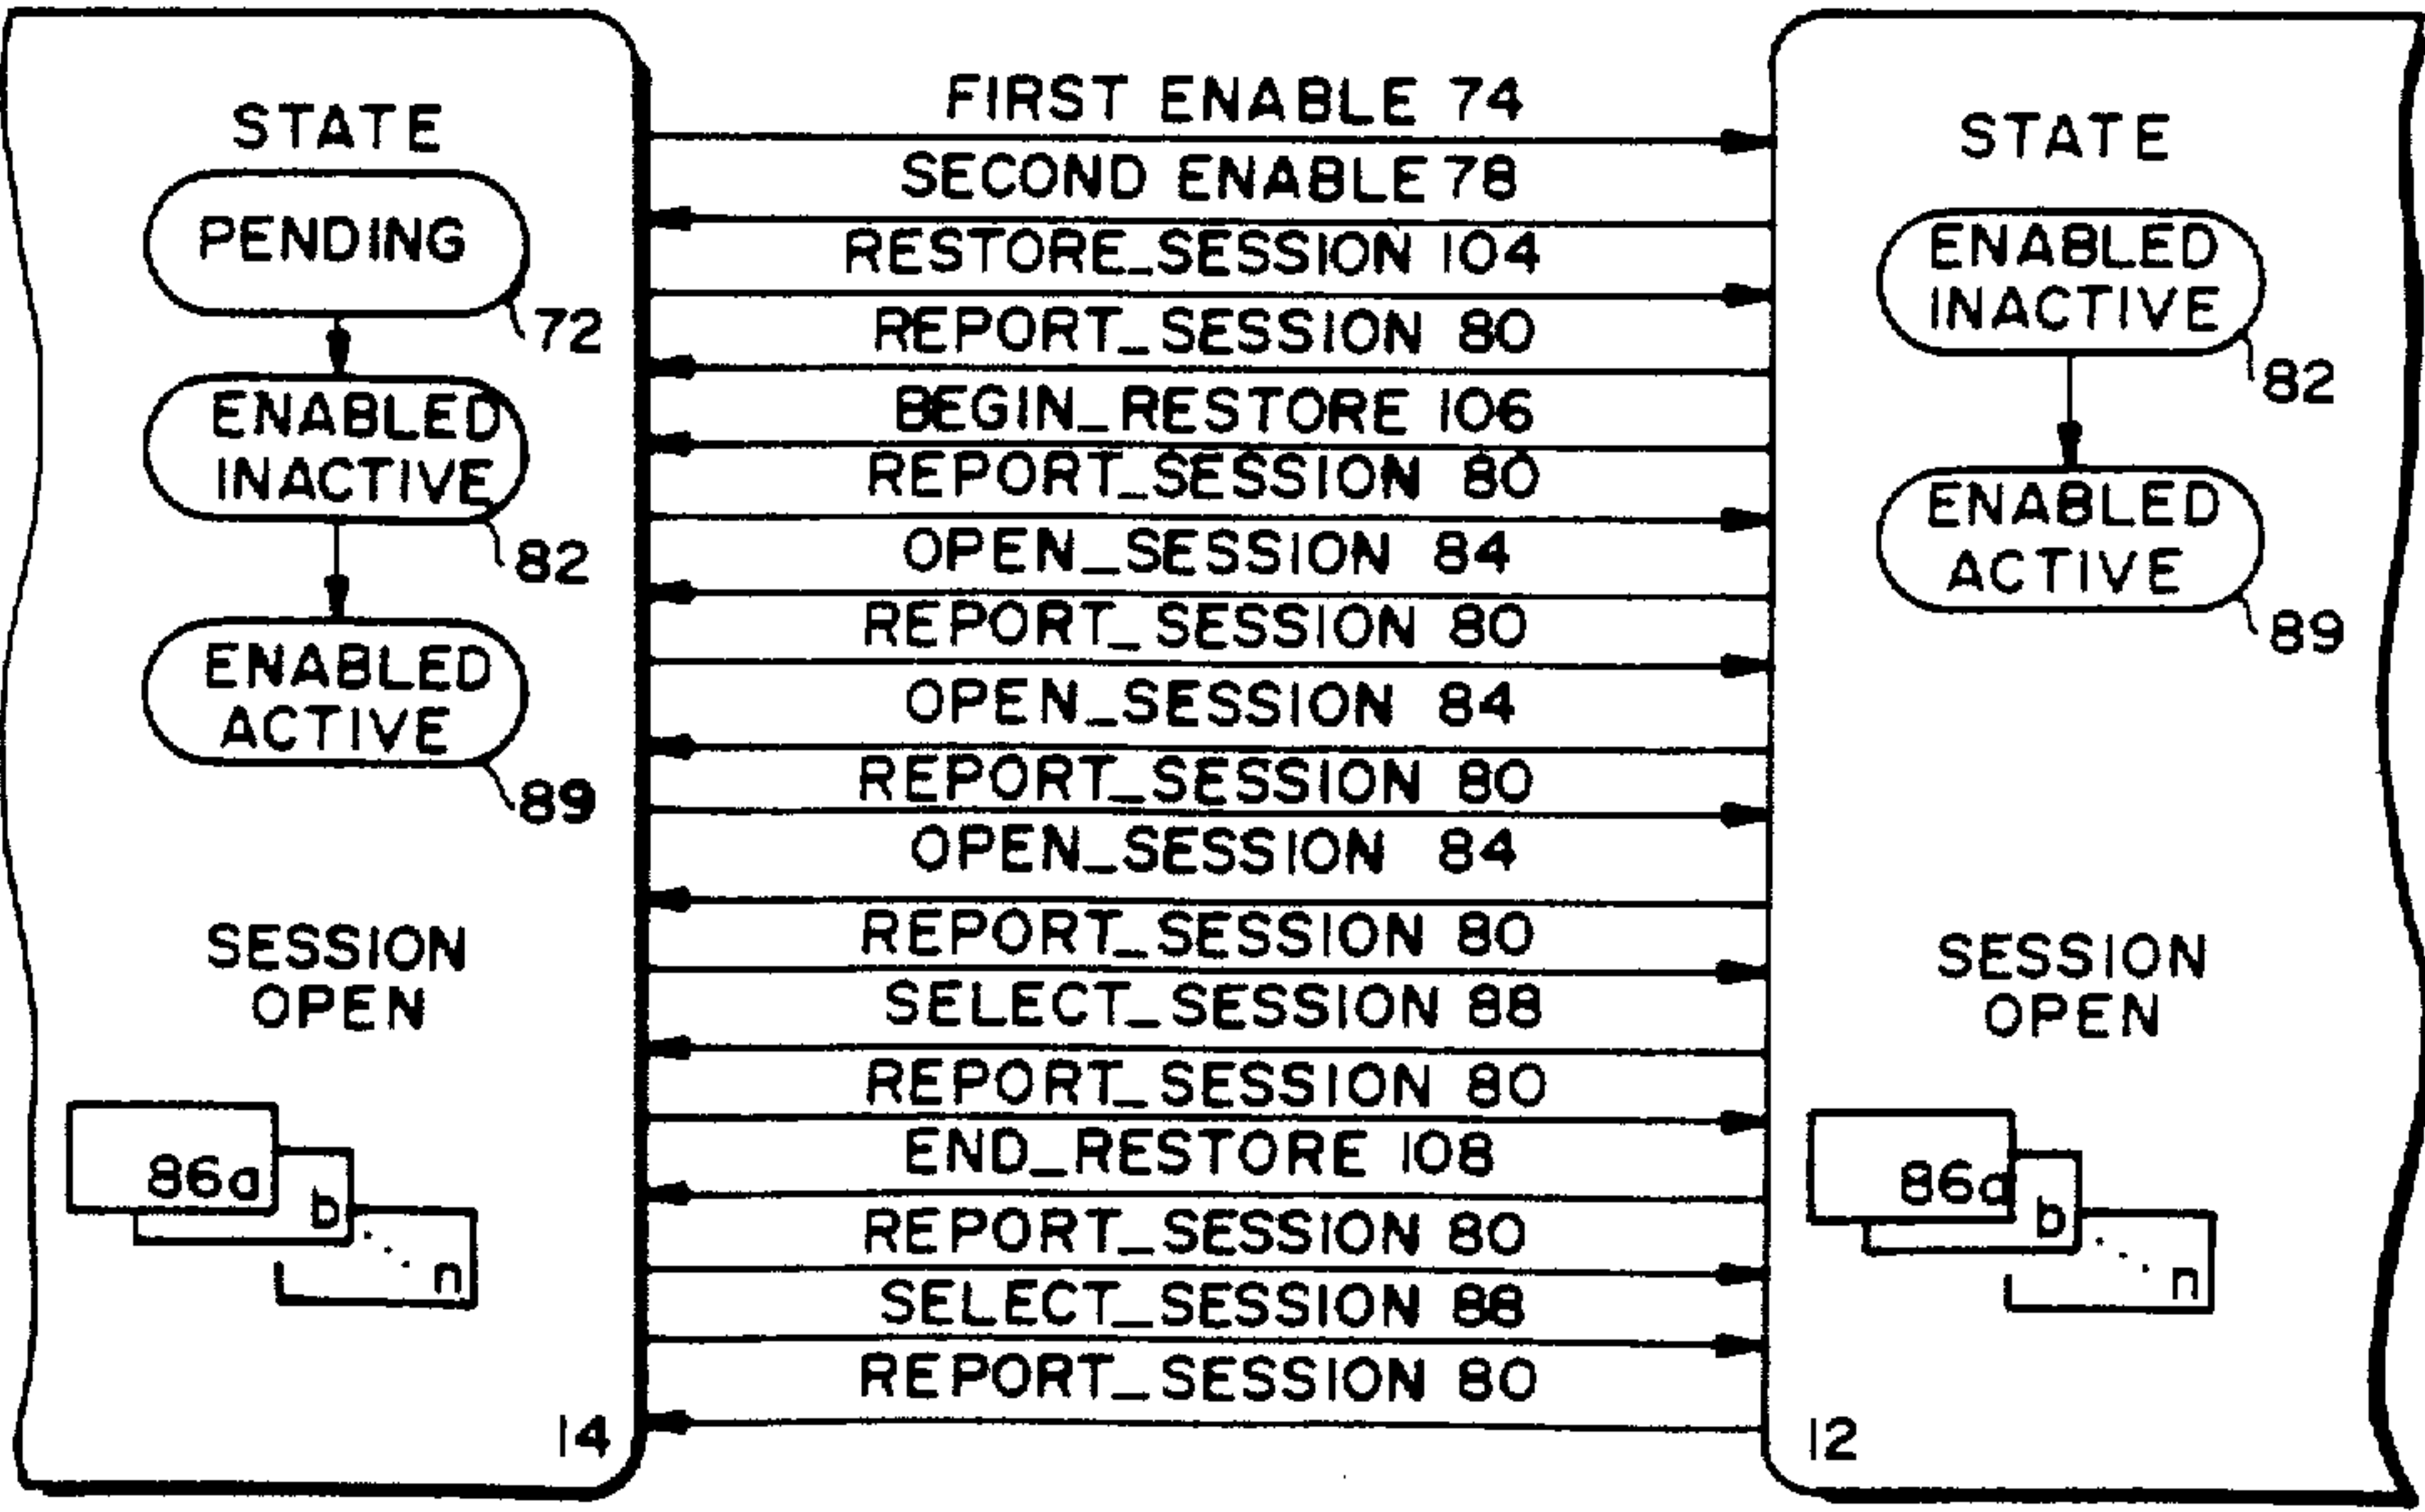 STATE
PENDING
72
ENABLED
INACTIVE
82
ENABLED
ACTIVE
89
SESSION
OPEN
86a
b
n
14
FIRST ENABLE 74
SECOND ENABLE 78
RESTORE_SESSION 104
REPORT_SESSION 80
BEGIN_RESTORE 106
REPORT_SESSION 80
OPEN_SESSION 84
REPORT_SESSION 80
OPEN_SESSION 84
REPORT_SESSION 80
OPEN_SESSION 84
REPORT_SESSION 80
SELECT_SESSION 88
REPORT_SESSION 80
END_RESTORE 108
REPORT_SESSION 80
SELECT_SESSION 88
REPORT_SESSION 80
STATE
ENABLED
INACTIVE
82
ENABLED
ACTIVE
89
SESSION
OPEN
86a
b
n
12